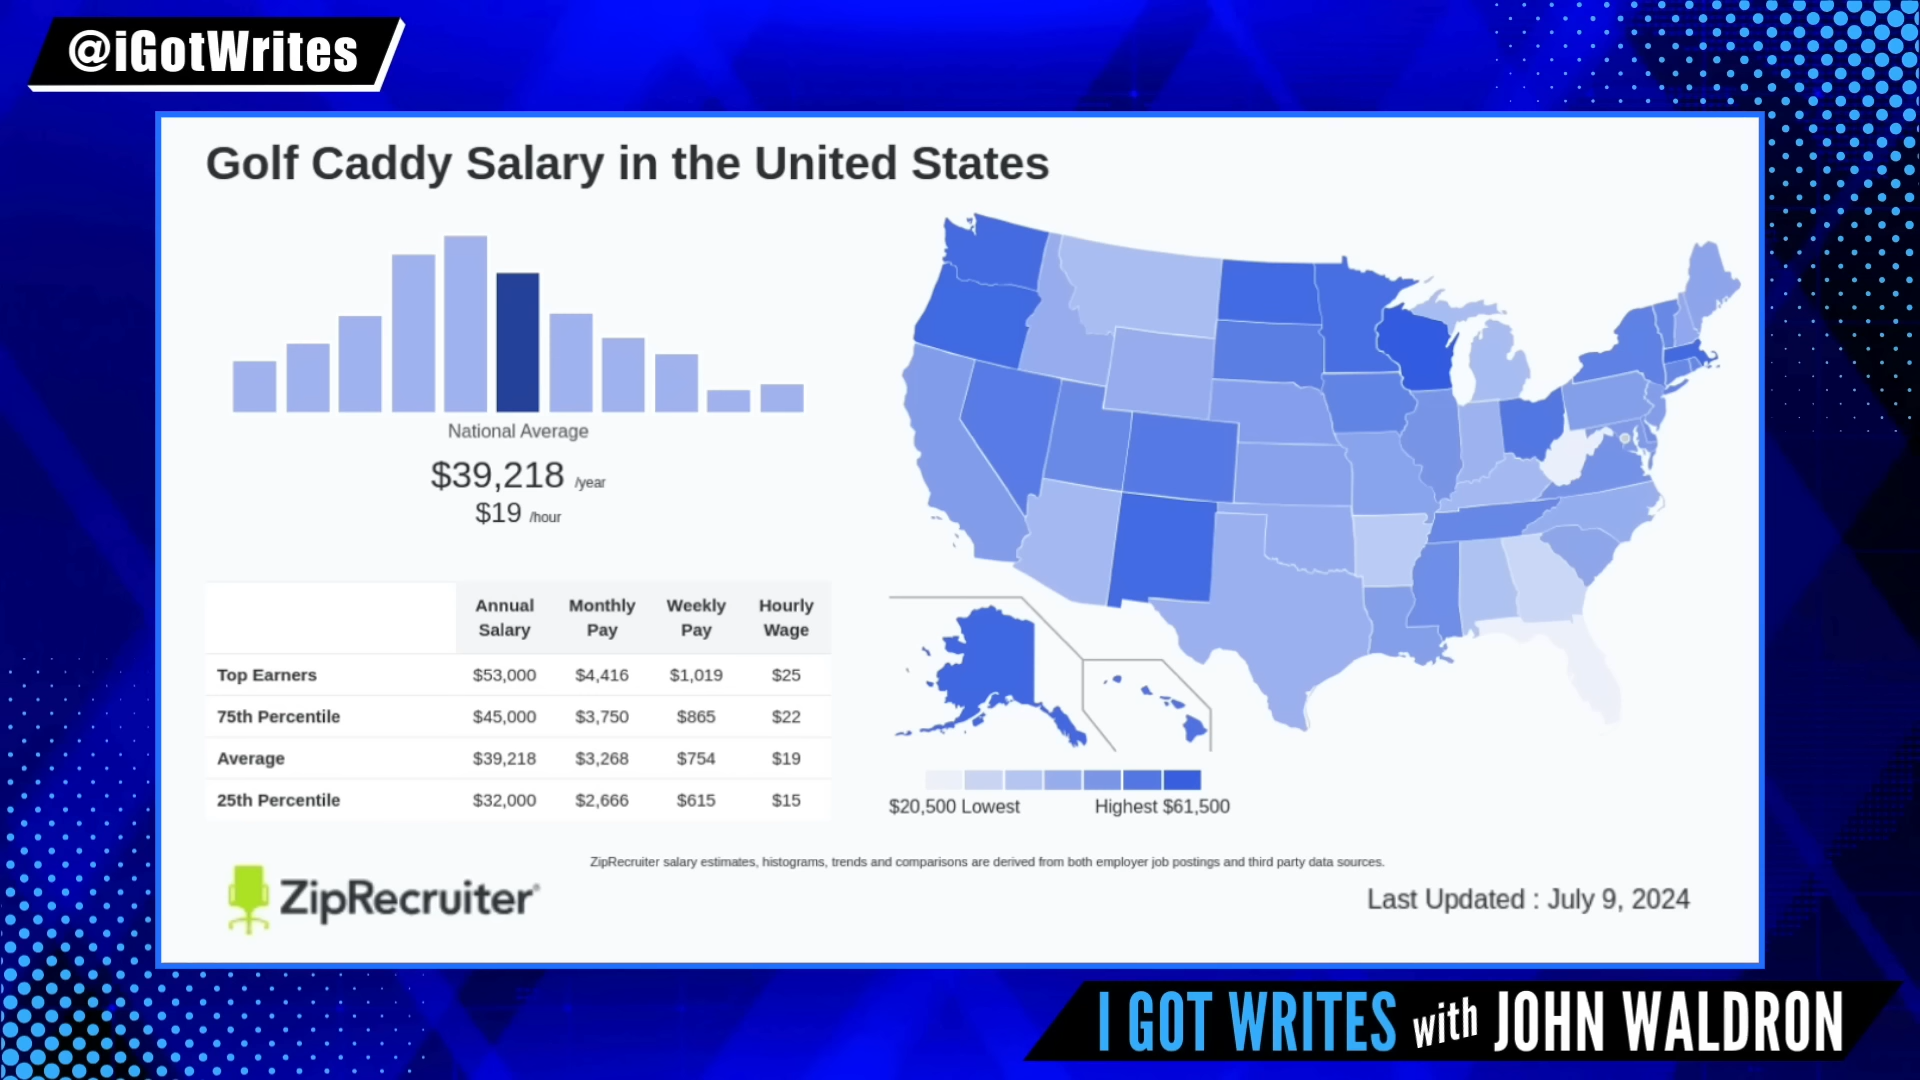 @iGotWrites
Golf Caddy Salary in the United States
National Average
$39,218 /year
$19 /hour
Annual Salary Monthly Pay Weekly Pay Hourly Wage
Top Earners $53,000 $4,416 $1,019 $25
75th Percentile $45,000 $3,750 $865 $22
Average $39,218 $3,268 $754 $19
25th Percentile $32,000 $2,666 $615 $15
$20,500 Lowest Highest $61,500
ZipRecruiter salary estimates, histograms, trends and comparisons are derived from both employer job postings and third party data sources.
ZipRecruiter®
Last Updated : July 9, 2024
I GOT WRITES with JOHN WALDRON